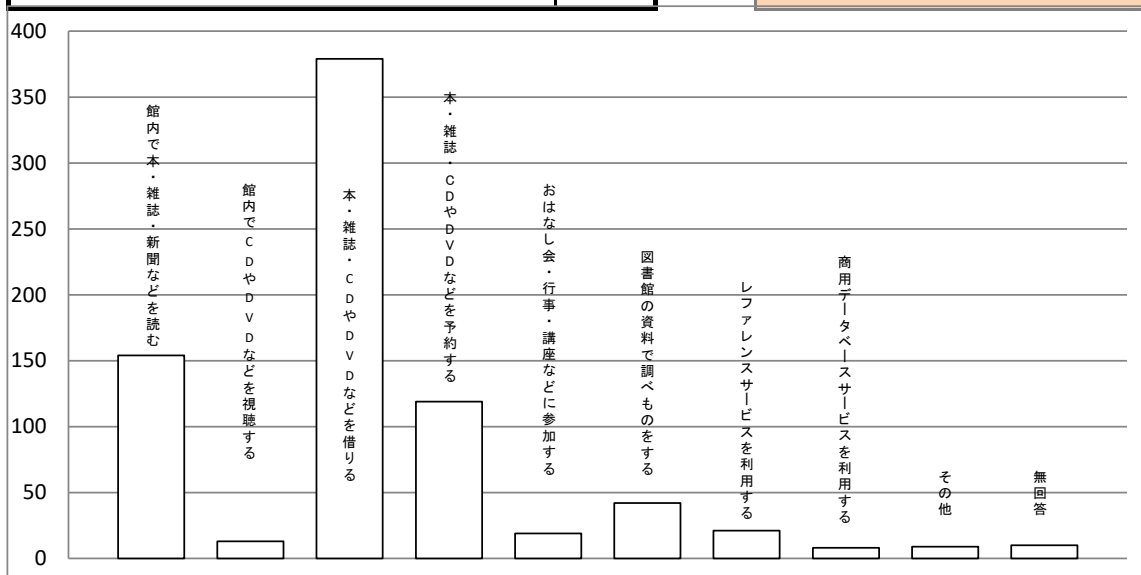 400
350
300
250
200
150
100
50
0
館内で本・雑誌・新聞などを読む
館内でCDやDVDなどを視聴する
本・雑誌・CDやDVDなどを借りる
本・雑誌・CDやDVDなどを予約する
おはなし会・行事・講座などに参加する
図書館の資料で調べものをする
レファレンスサービスを利用する
商用データベースサービスを利用する
その他
無回答